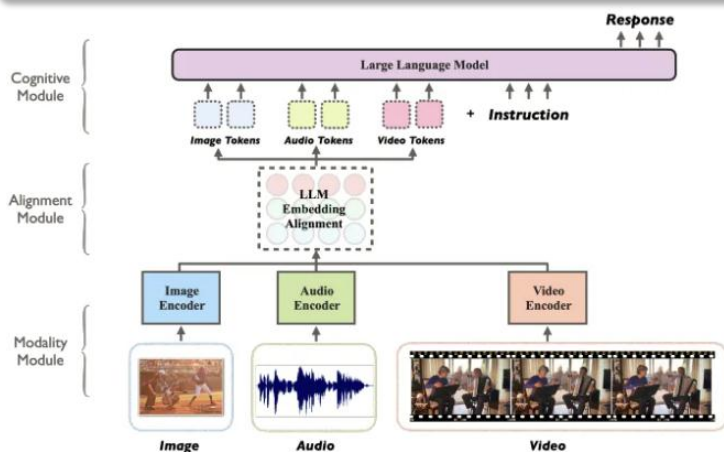 Response
Cognitive
Module
Large Language Model
Image Tokens
Audio Tokens
Video Tokens
+ Instruction
Alignment
Module
LLM
Embedding
Alignment
Image
Encoder
Audio
Encoder
Video
Encoder
Modality
Module
Image
Audio
Video